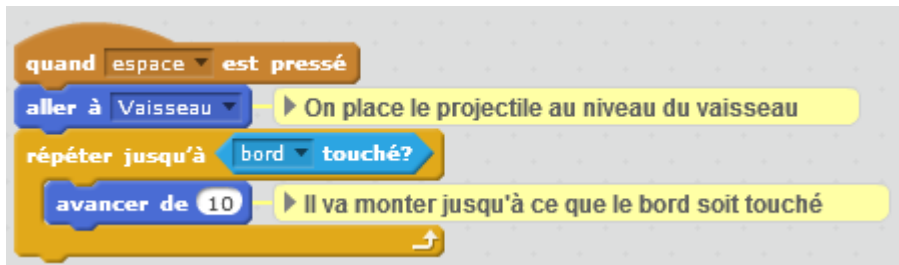 quand espace est pressé
aller à Vaisseau On place le projectile au niveau du vaisseau
répéter jusqu'à bord touché?
avancer de 10 Il va monter jusqu'à ce que le bord soit touché